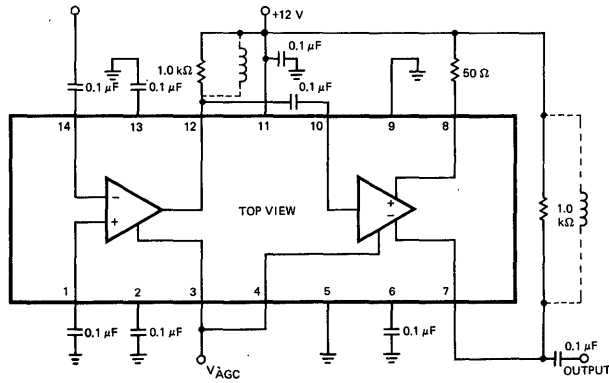 +12 V
0.1 µF
1.0 kΩ
0.1 µF
50 Ω
0.1 µF
0.1 µF
14
13
12
11
10
9
8
TOP VIEW
1.0
kΩ
1
2
3
4
5
6
7
0.1 µF
0.1 µF
0.1 µF
0.1 µF
VAGC
OUTPUT